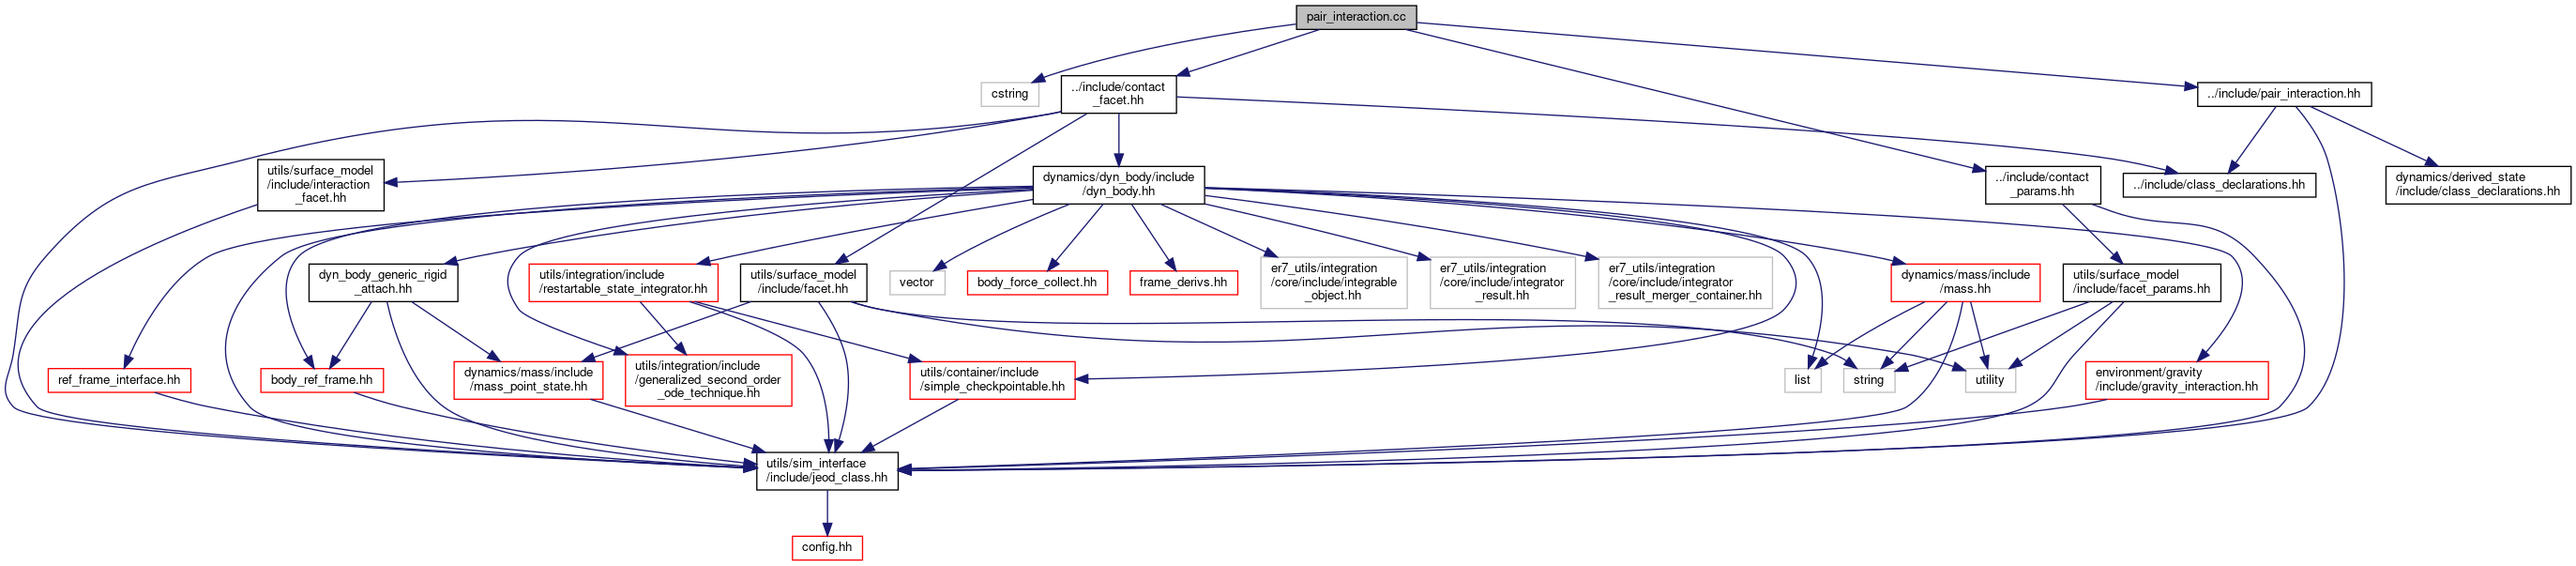 pair_interaction.cc
cstring
../include/contact
_facet.hh
../include/pair_interaction.hh
utils/surface_model
/include/interaction
_facet.hh
dynamics/dyn_body/include
/dyn_body.hh
../include/contact
_params.hh
../include/class_declarations.hh
dynamics/derived_state
/include/class_declarations.hh
dyn_body_generic_rigid
_attach.hh
utils/integration/include
/restartable_state_integrator.hh
utils/surface_model
/include/facet.hh
vector
body_force_collect.hh
frame_derivs.hh
er7_utils/integration
/core/include/integrable
_object.hh
er7_utils/integration
/core/include/integrator
_result.hh
er7_utils/integration
/core/include/integrator
_result_merger_container.hh
dynamics/mass/include
/mass.hh
utils/surface_model
/include/facet_params.hh
ref_frame_interface.hh
body_ref_frame.hh
dynamics/mass/include
/mass_point_state.hh
utils/integration/include
/generalized_second_order
_ode_technique.hh
utils/container/include
/simple_checkpointable.hh
list
string
utility
environment/gravity
/include/gravity_interaction.hh
utils/sim_interface
/include/jeod_class.hh
config.hh